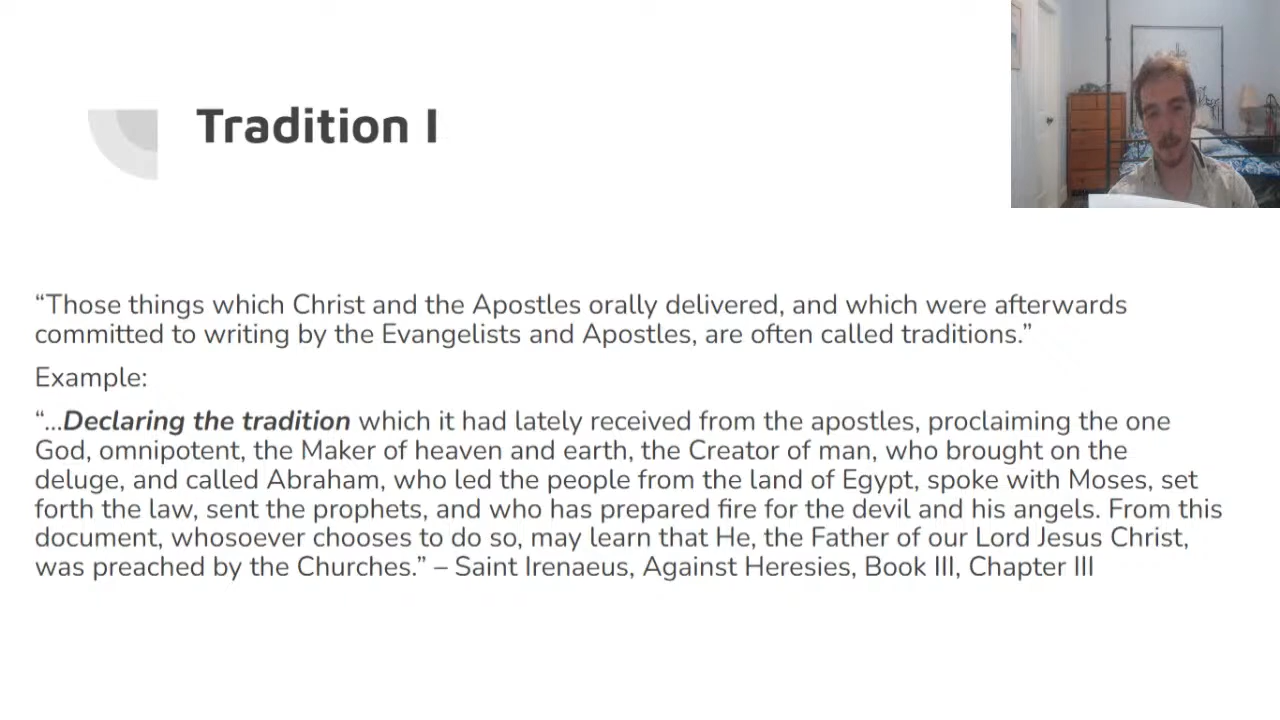 Tradition I
“Those things which Christ and the Apostles orally delivered, and which were afterwards
committed to writing by the Evangelists and Apostles, are often called traditions.”
Example:
“...Declaring the tradition which it had lately received from the apostles, proclaiming the one
God, omnipotent, the Maker of heaven and earth, the Creator of man, who brought on the
deluge, and called Abraham, who led the people from the land of Egypt, spoke with Moses, set
forth the law, sent the prophets, and who has prepared fire for the devil and his angels. From this
document, whosoever chooses to do so, may learn that He, the Father of our Lord Jesus Christ,
was preached by the Churches.” – Saint Irenaeus, Against Heresies, Book III, Chapter III